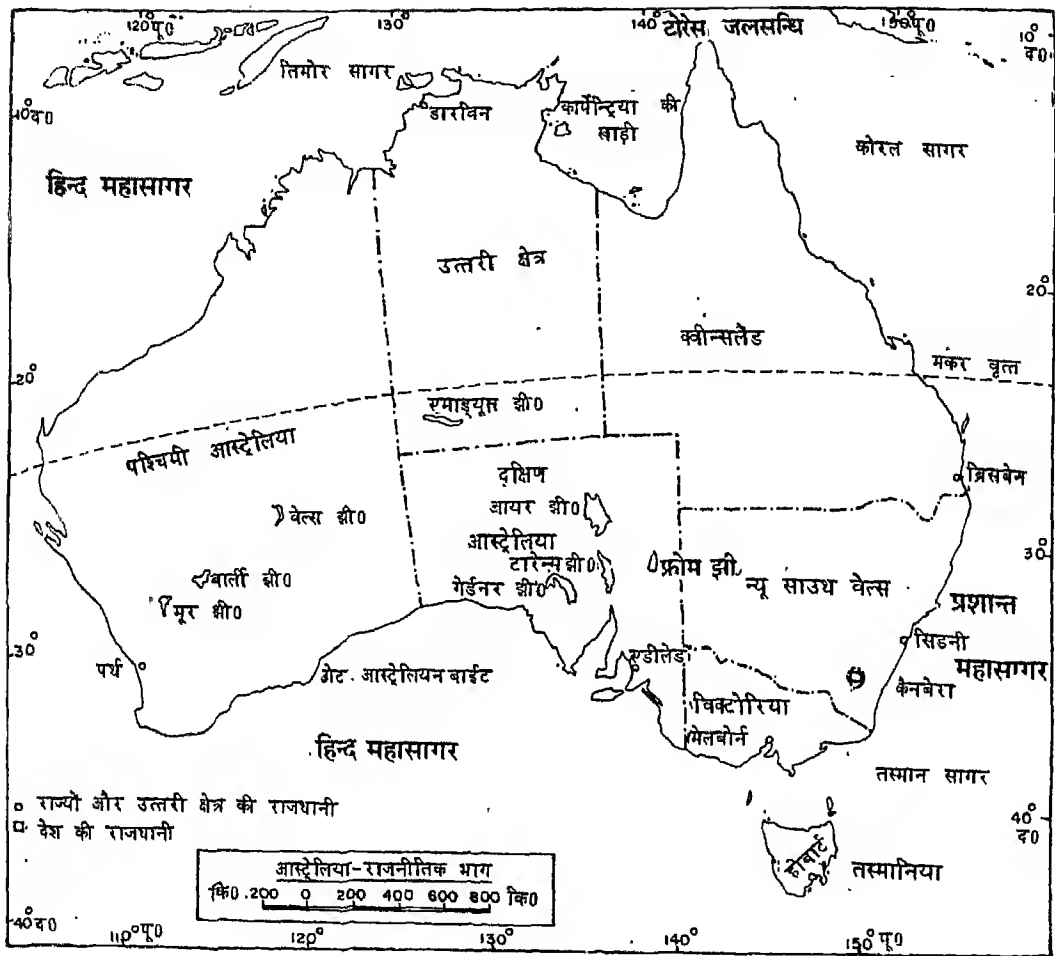 120°पू0 130° 140° 150°पू0
टोरेस जलसन्धि
10° द0
तिमोर सागर
10°द0
डारविन
कार्पेन्ट्रिया की
खाड़ी
कोरल सागर
हिन्द महासागर
उत्तरी क्षेत्र
20°
क्वीन्सलैंड
मकर वृत्त
20°
एमाड्यूस झी0
पश्चिमी आस्ट्रेलिया
दक्षिण
ब्रिसबेन
वेल्स झी0
आयर झी0
आस्ट्रेलिया
30°
टारेन्स झी0
फ्रोम झी.
बार्ली झी0
गेर्डनर झी0
न्यू साउथ वेल्स
मूर झी0
प्रशान्त
सिडनी
30°
पर्थ
एडीलेड
महासागर
ग्रेट आस्ट्रेलियन बाईट
कैनबेरा
विक्टोरिया
मेलबोर्न
हिन्द महासागर
तस्मान सागर
राज्यों और उत्तरी क्षेत्र की राजधानी
देश की राजधानी
40° द0
होबार्ट
तस्मानिया
आस्ट्रेलिया-राजनीतिक भाग
कि0.200 0 200 400 600 800 कि0
40°द0
110°पू0 120° 130° 140° 150°पू0